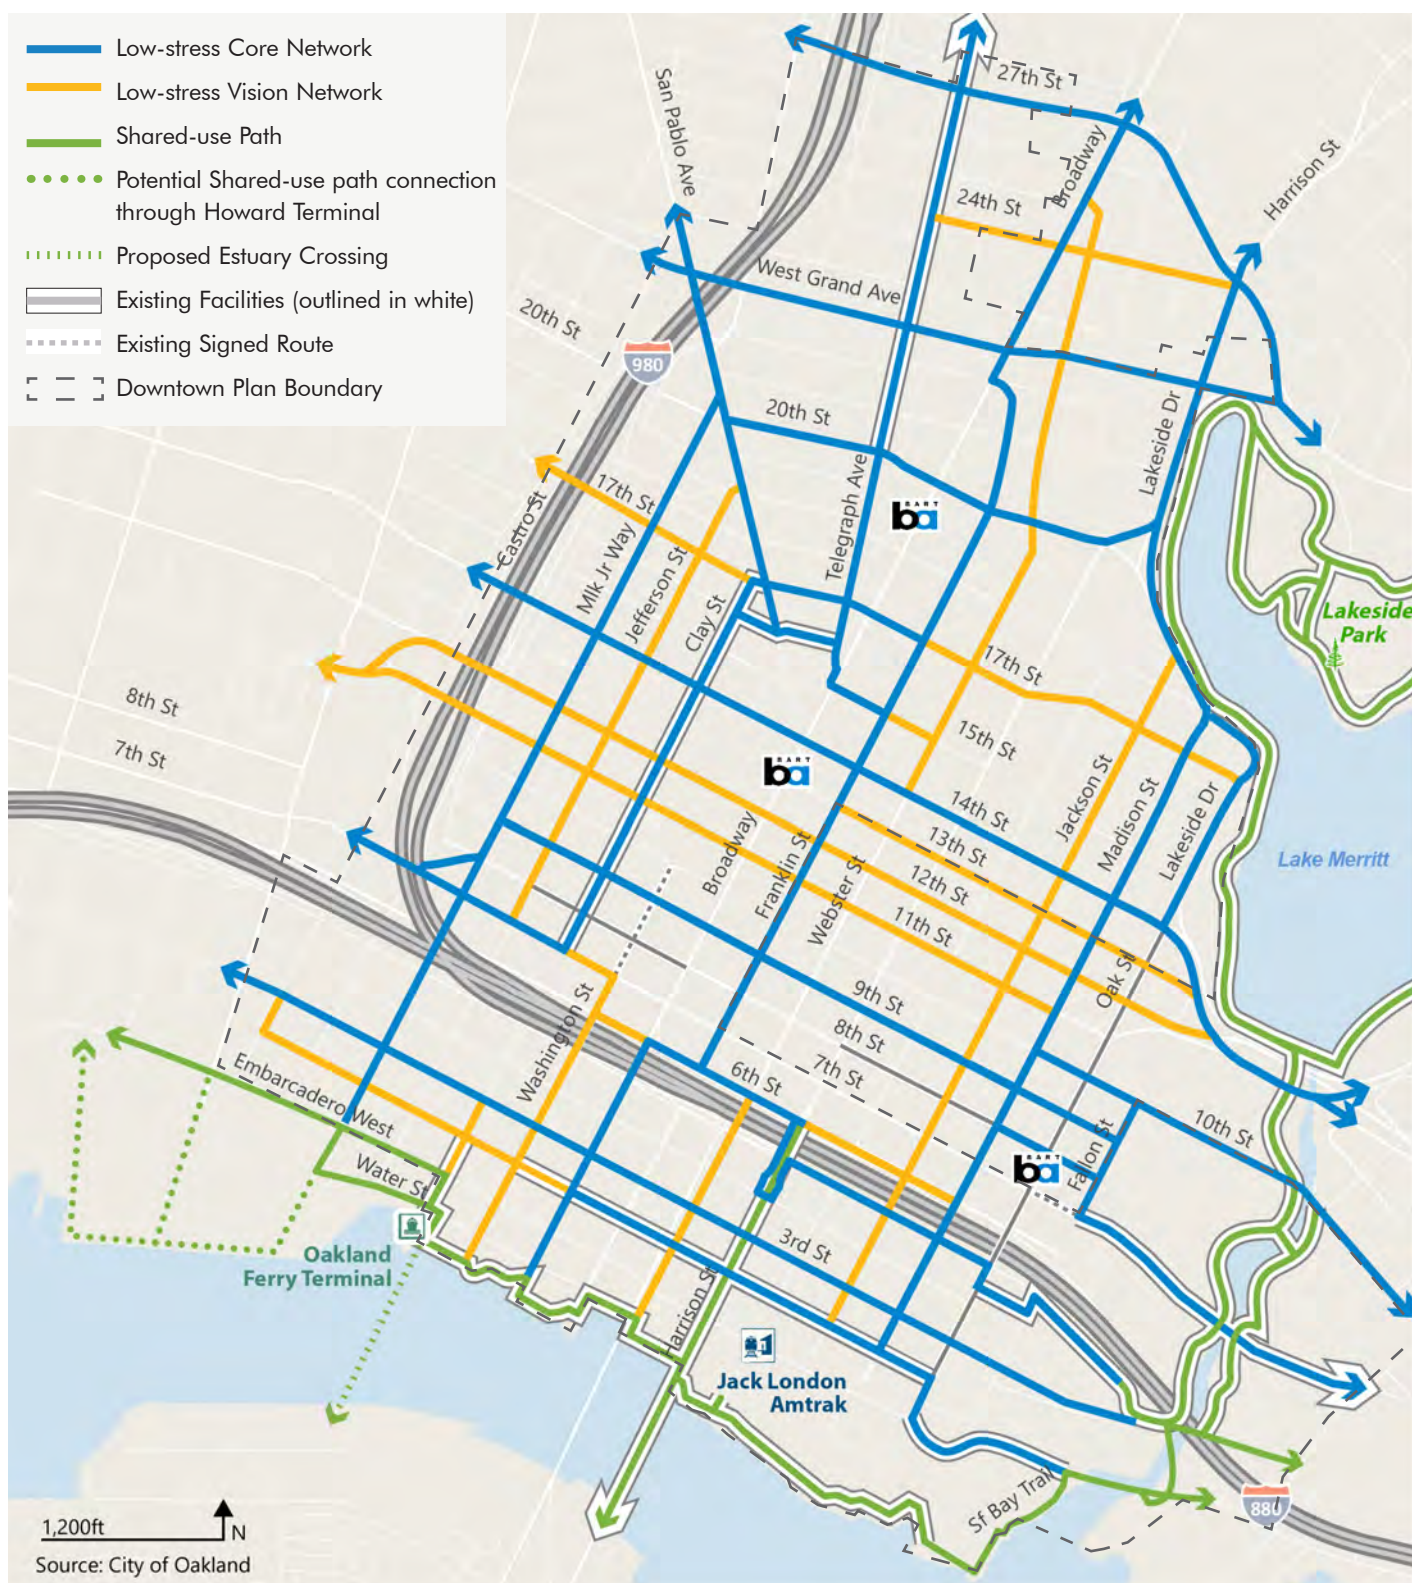 Low-stress Core Network
Low-stress Vision Network
Shared-use Path
Potential Shared-use path connection
through Howard Terminal
Proposed Estuary Crossing
Existing Facilities (outlined in white)
Existing Signed Route
Downtown Plan Boundary
San Pablo Ave
27th St
Broadway
Harrison St
24th St
West Grand Ave
20th St
980
20th St
Lakeside Dr
17th St
Castro St
Telegraph Ave
BART
ba
Mlk Jr Way
Jefferson St
Clay St
Lakeside
Park
17th St
8th St
7th St
15th St
BART
ba
14th St
Jackson St
Madison St
Lakeside Dr
Broadway
Franklin St
Webster St
13th St
12th St
11th St
Lake Merritt
Oak St
9th St
8th St
7th St
6th St
Washington St
Embarcadero West
Water St
10th St
Fallon St
BART
ba
Oakland
Ferry Terminal
3rd St
Harrison St
Jack London
Amtrak
Sf Bay Trail
880
1,200ft
N
Source: City of Oakland